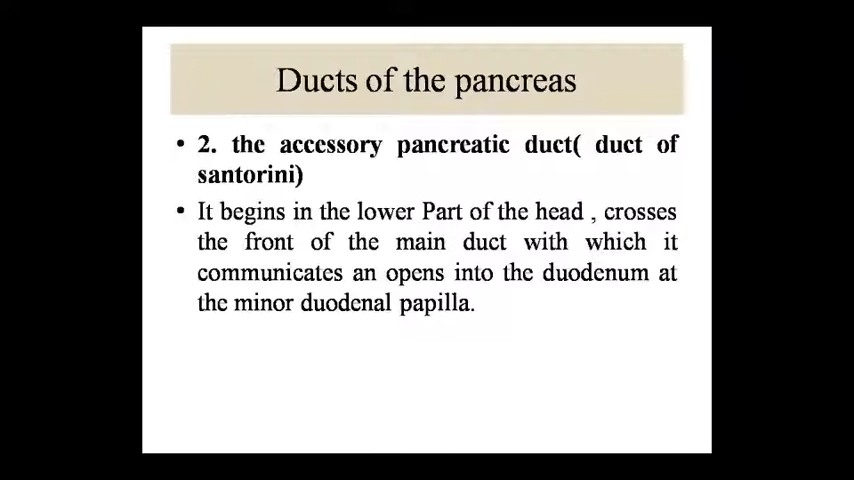 Ducts of the pancreas
• 2. the accessory pancreatic duct( duct of
santorini)
• It begins in the lower Part of the head , crosses
the front of the main duct with which it
communicates an opens into the duodenum at
the minor duodenal papilla.